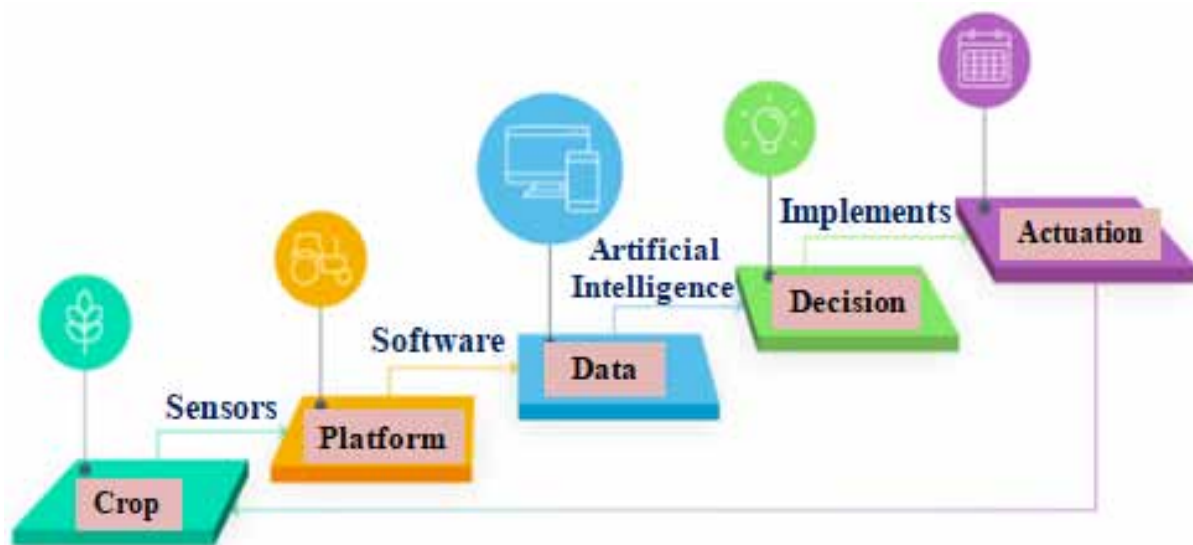 Crop
Sensors
Platform
Software
Data
Artificial
Intelligence
Decision
Implements
Actuation